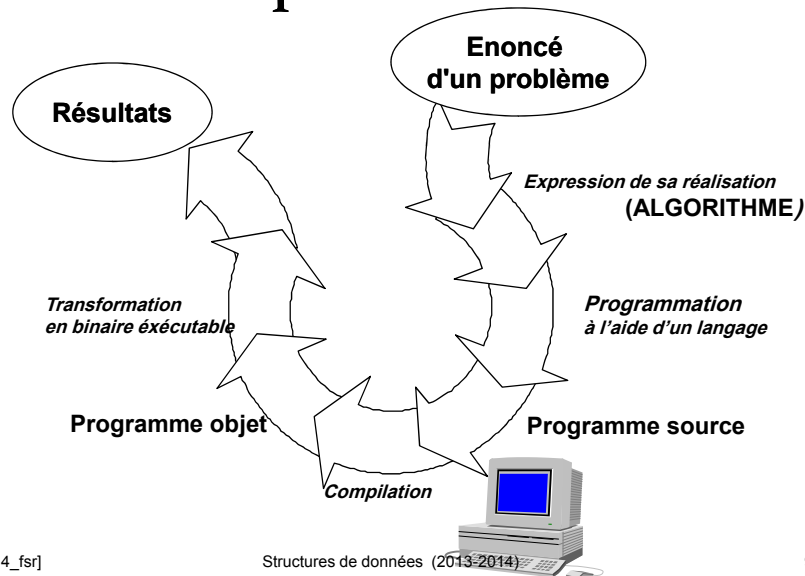 Enoncé
d'un problème
Résultats
Expression de sa réalisation
(ALGORITHME)
Programmation
à l'aide d'un langage
Programme source
Compilation
Programme objet
Transformation
en binaire éxécutable
4_fsr]
Structures de données (2013-2014)